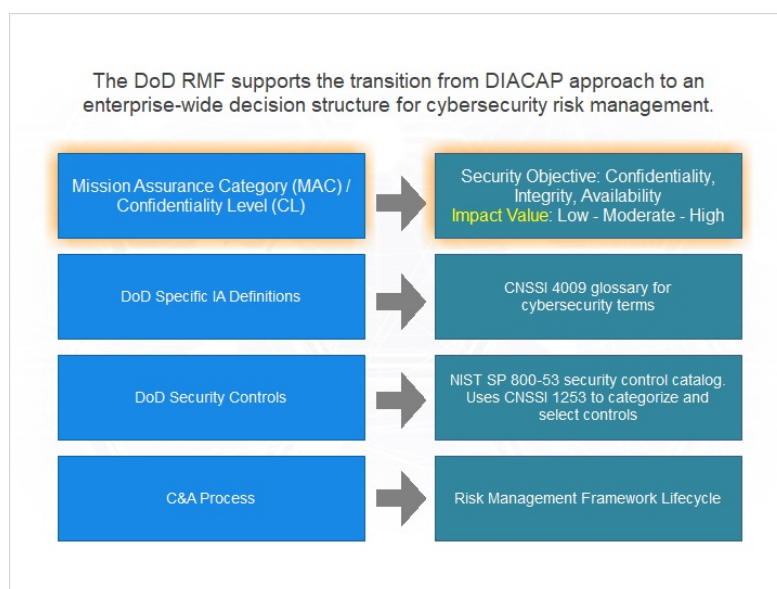 The DoD RMF supports the transition from DIACAP approach to an
enterprise-wide decision structure for cybersecurity risk management.
Mission Assurance Category (MAC) /
Confidentiality Level (CL)
Security Objective: Confidentiality,
Integrity, Availability
Impact Value: Low - Moderate - High
DoD Specific IA Definitions
CNSSI 4009 glossary for
cybersecurity terms
DoD Security Controls
NIST SP 800-53 security control catalog.
Uses CNSSI 1253 to categorize and
select controls
C&A Process
Risk Management Framework Lifecycle